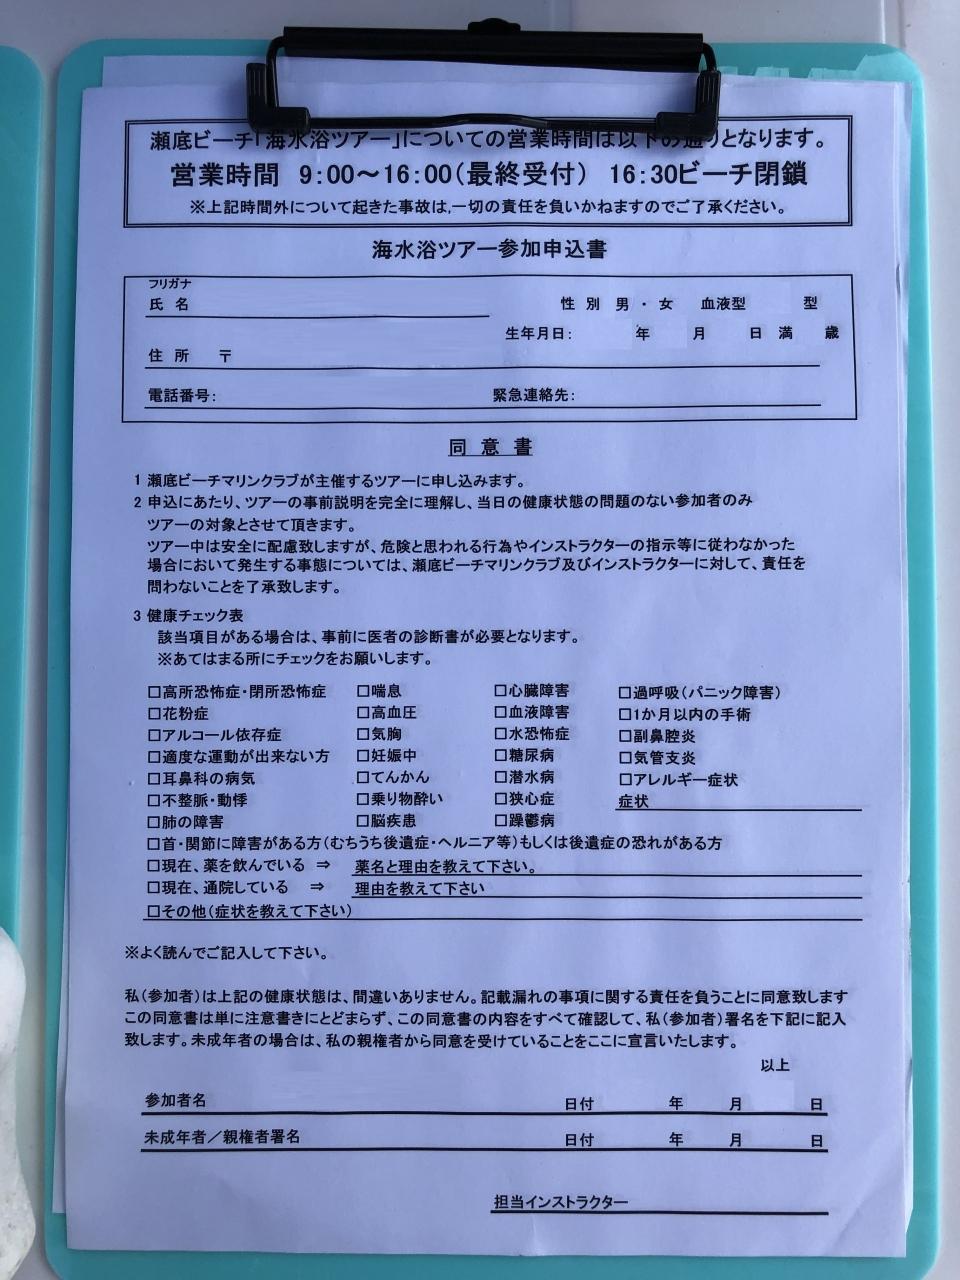 瀬底ビーチ「海水浴ツアー」についての営業時間は以下の通りとなります。
営業時間 9:00～16:00(最終受付) 16:30ビーチ閉鎖
※上記時間外について起きた事故は,一切の責任を負いかねますのでご了承ください。
海水浴ツアー参加申込書
フリガナ
氏 名 性 別 男 ・ 女 血液型 型
生年月日: 年 月 日 満 歳
住 所 〒
電話番号: 緊急連絡先:
同 意 書
1 瀬底ビーチマリンクラブが主催するツアーに申し込みます。
2 申込にあたり、ツアーの事前説明を完全に理解し、当日の健康状態の問題のない参加者のみ
ツアーの対象とさせて頂きます。
ツアー中は安全に配慮致しますが、危険と思われる行為やインストラクターの指示等に従わなかった
場合において発生する事態については、瀬底ビーチマリンクラブ及びインストラクターに対して、責任を
問わないことを了承致します。
3 健康チェック表
該当項目がある場合は、事前に医者の診断書が必要となります。
※あてはまる所にチェックをお願いします。
□高所恐怖症・閉所恐怖症 □喘息 □心臓障害 □過呼吸(パニック障害)
□花粉症 □高血圧 □血液障害 □1か月以内の手術
□アルコール依存症 □気胸 □水恐怖症 □副鼻腔炎
□適度な運動が出来ない方 □妊娠中 □糖尿病 □気管支炎
□耳鼻科の病気 □てんかん □潜水病 □アレルギー症状
□不整脈・動悸 □乗り物酔い □狭心症 症状
□肺の障害 □脳疾患 □躁鬱病
□首・関節に障害がある方(むちうち後遺症・ヘルニア等)もしくは後遺症の恐れがある方
□現在、薬を飲んでいる ⇒ 薬名と理由を教えて下さい。
□現在、通院している ⇒ 理由を教えて下さい
□その他(症状を教えて下さい)
※よく読んでご記入して下さい。
私(参加者)は上記の健康状態は、間違いありません。記載漏れの事項に関する責任を負うことに同意致します
この同意書は単に注意書きにとどまらず、この同意書の内容をすべて確認して、私(参加者)署名を下記に記入
致します。未成年者の場合は、私の親権者から同意を受けていることをここに宣言いたします。
以上
参加者名 日付 年 月 日
未成年者／親権者署名 日付 年 月 日
担当インストラクター